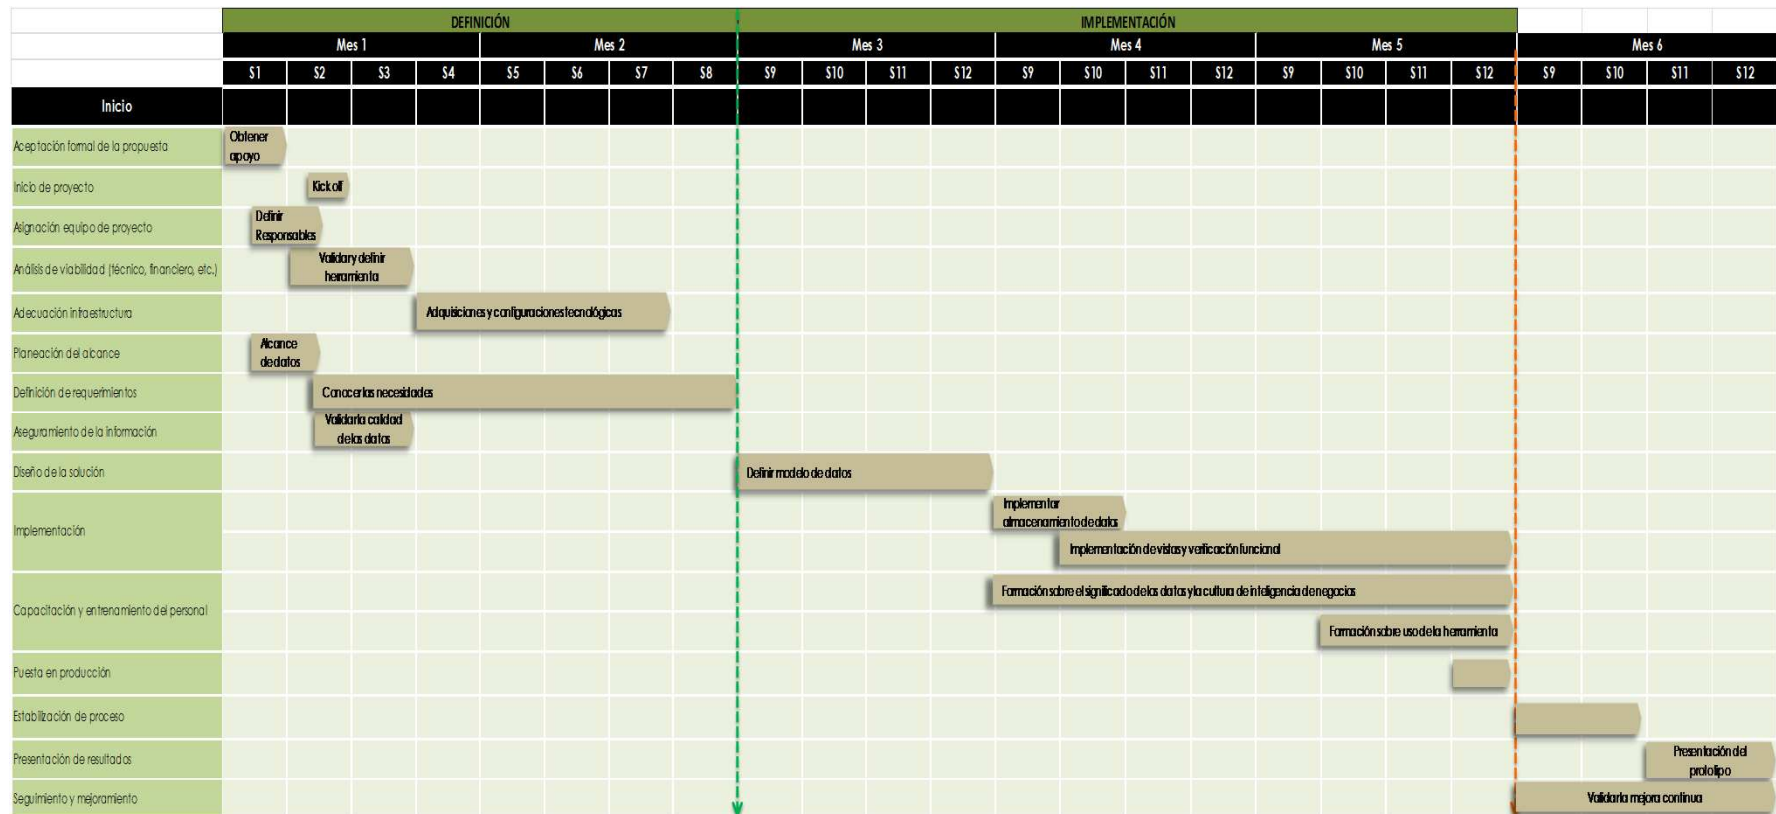 DEFINICIÓN IMPLEMENTACIÓN
Mes 1 Mes 2 Mes 3 Mes 4 Mes 5 Mes 6
S1 S2 S3 S4 S5 S6 S7 S8 S9 S10 S11 S12 S9 S10 S11 S12 S9 S10 S11 S12 S9 S10 S11 S12
Inicio
Aceptación formal de la propuesta
Obtener
apoyo
Inicio de proyecto
Kick off
Asignación equipo de proyecto
Definir
Responsables
Análisis de viabilidad (técnico, financiero, etc.)
Validar y definir
herramienta
Adecuación infraestructura
Adquisiciones y configuraciones tecnológicas
Planeación del alcance
Alcance
de datos
Definición de requerimientos
Conocer las necesidades
Aseguramiento de la información
Validar la calidad
de los datos
Diseño de la solución
Definir modelo de datos
Implementación
Implementar
almacenamiento de datos
Implementación de vistas y verificación funcional
Capacitación y entrenamiento del personal
Formación sobre el significado de los datos y la cultura de inteligencia de negocios
Formación sobre uso de la herramienta
Puesta en producción
Estabilización de proceso
Presentación de resultados
Presentación del
prototipo
Seguimiento y mejoramiento
Validar la mejora continua